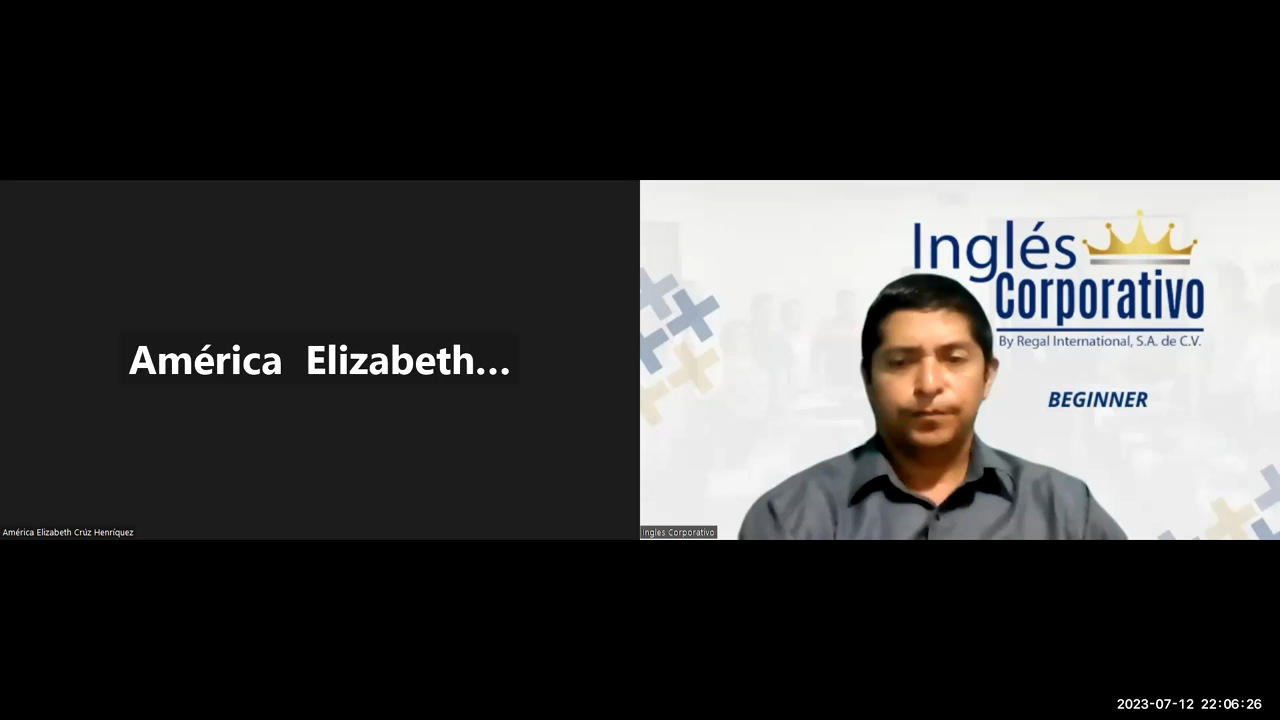 América Elizabeth...
América Elizabeth Crúz Henríquez
Inglés
Corporativo
By Regal International, S.A. de C.V.
BEGINNER
Ingles Corporativo
2023-07-12 22:06:26